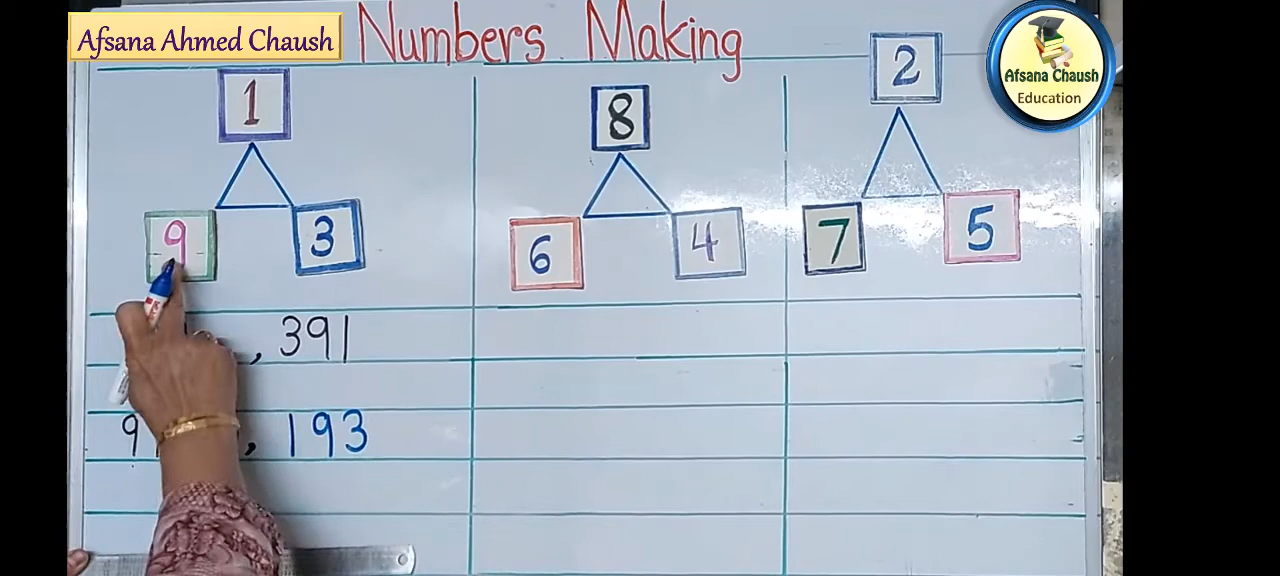 Afsana Ahmed Chaush
Numbers Making
Afsana Chaush
Education
1
9 3
8
6 4
2
7 5
, 391
9 , 193